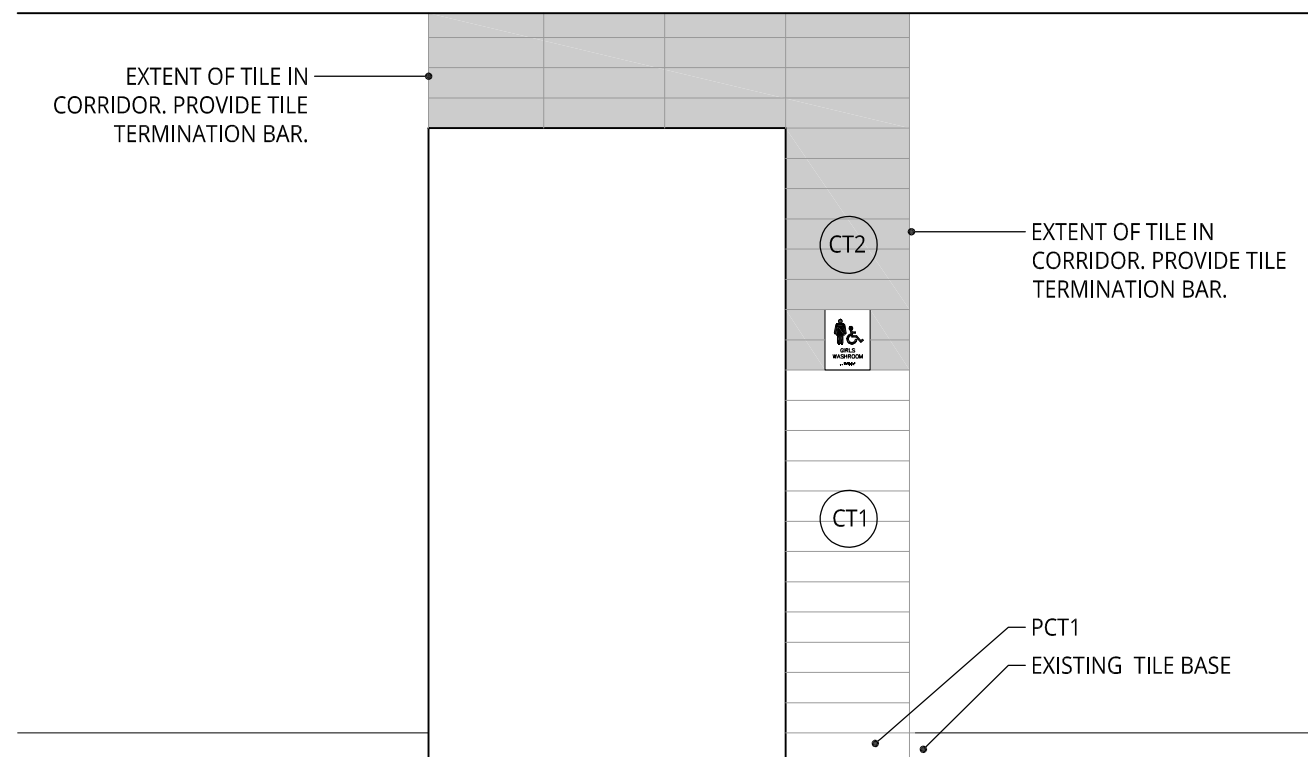 EXTENT OF TILE IN
CORRIDOR. PROVIDE TILE
TERMINATION BAR.
CT2
EXTENT OF TILE IN
CORRIDOR. PROVIDE TILE
TERMINATION BAR.
GIRLS
WASHROOM
CT1
PCT1
EXISTING TILE BASE